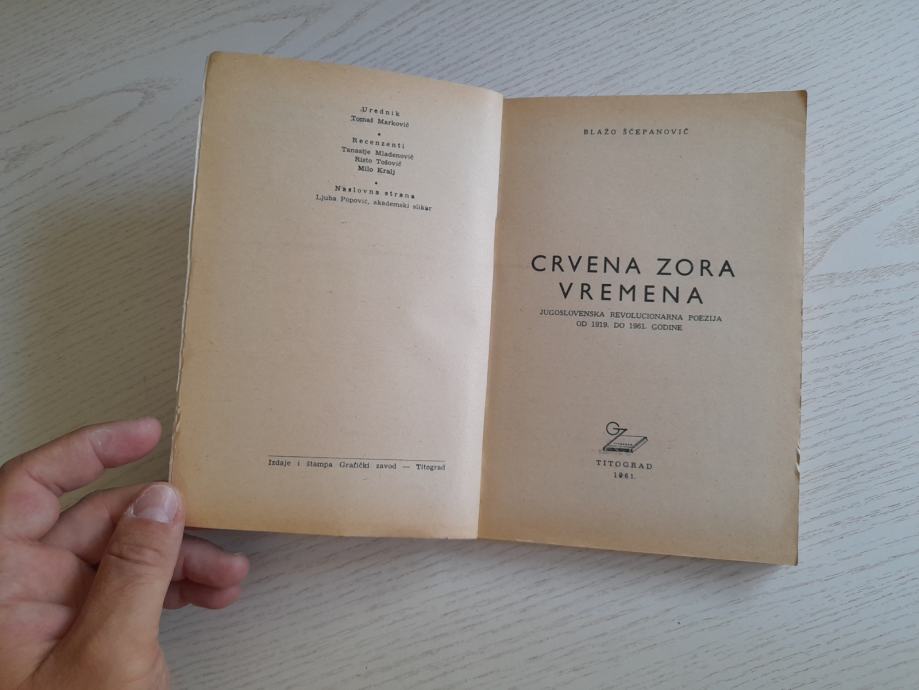 Urednik
Tomaš Marković
Recenzenti
Tanasije Mladenović
Risto Tošović
Milo Kralj
Naslovna strana
Ljuba Popović, akademski slikar
Izdaje i štampa Grafički zavod — Titograd
BLAŽO ŠĆEPANOVIĆ
CRVENA ZORA
VREMENA
JUGOSLOVENSKA REVOLUCIONARNA POEZIJA
OD 1919. DO 1961. GODINE
GZ
TITOGRAD
1961.